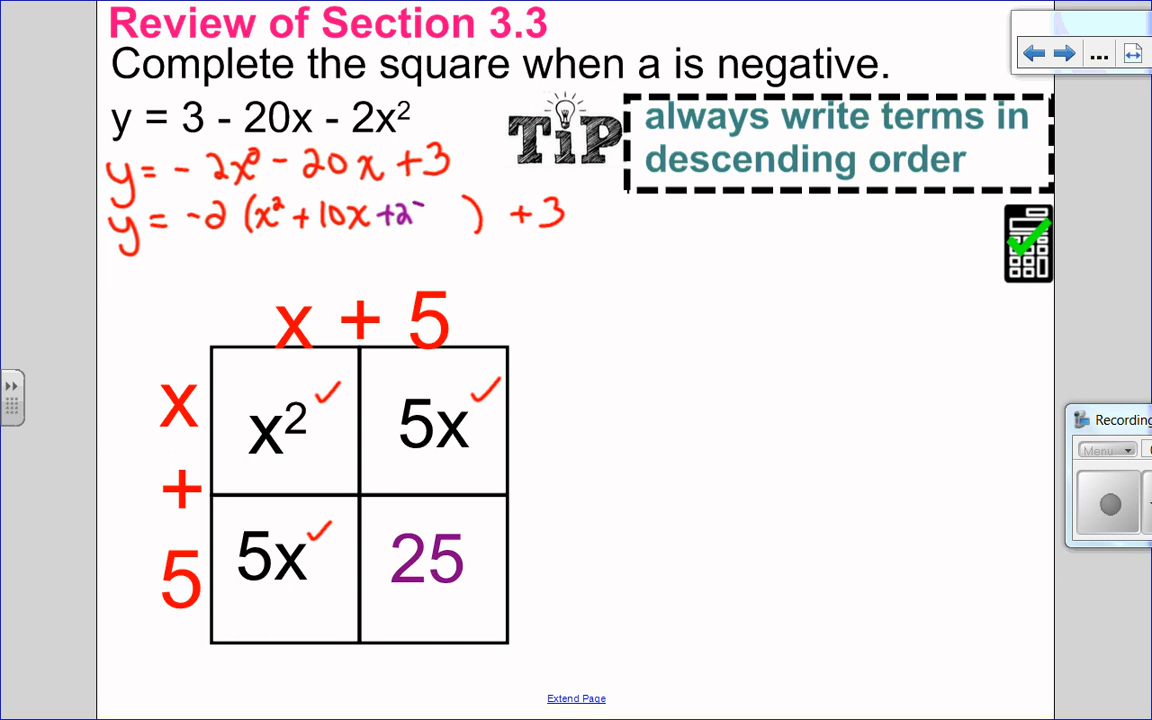 Review of Section 3.3
Complete the square when a is negative.
y = 3 - 20x - 2x²
TiP
always write terms in
descending order
y = - 2x² - 20x + 3
y = -2 (x² + 10x + 2 ) + 3
x + 5
x
+
5
x² ✓
5x ✓
5x ✓
25
...
Recording
Menu
Extend Page